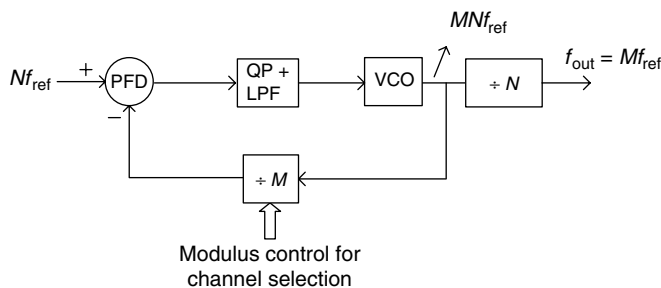 MNf_ref
Nf_ref
+
PFD
−
QP +
LPF
VCO
÷ N
f_out = Mf_ref
÷ M
Modulus control for
channel selection